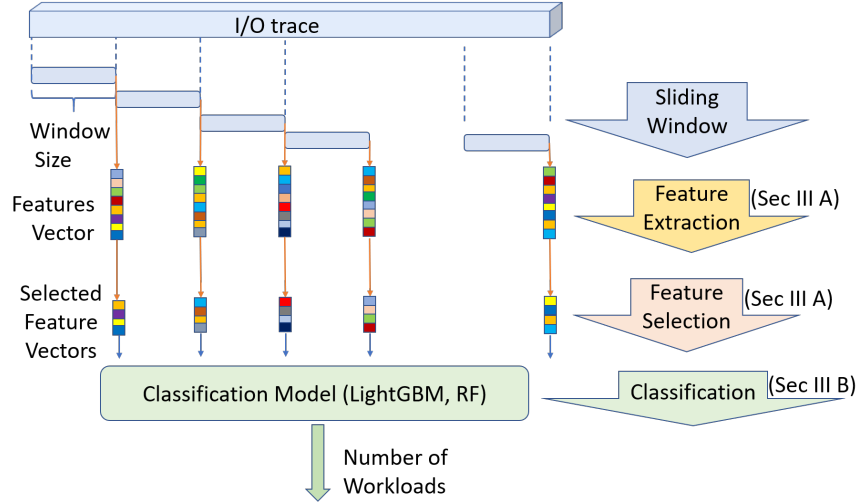 I/O trace
Window
Size
Sliding
Window
Features
Vector
Feature
Extraction
(Sec III A)
Selected
Feature
Vectors
Feature
Selection
(Sec III A)
Classification Model (LightGBM, RF)
Classification
(Sec III B)
Number of
Workloads